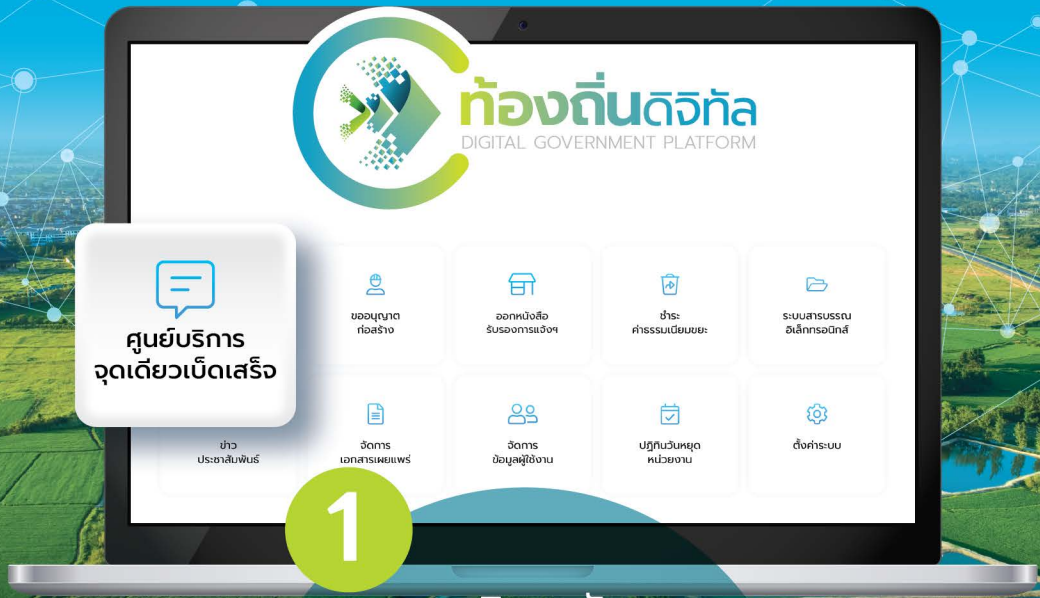 ท้องถิ่นดิจิทัล
DIGITAL GOVERNMENT PLATFORM
ศูนย์บริการ
จุดเดียวเบ็ดเสร็จ
ขออนุญาต
ก่อสร้าง
ออกหนังสือ
รับรองการแจ้งฯ
ชำระ
ค่าธรรมเนียมขยะ
ระบบสารบรรณ
อิเล็กทรอนิกส์
ข่าว
ประชาสัมพันธ์
จัดการ
เอกสารเผยแพร่
จัดการ
ข้อมูลผู้ใช้งาน
ปฏิทินวันหยุด
หน่วยงาน
ตั้งค่าระบบ
1